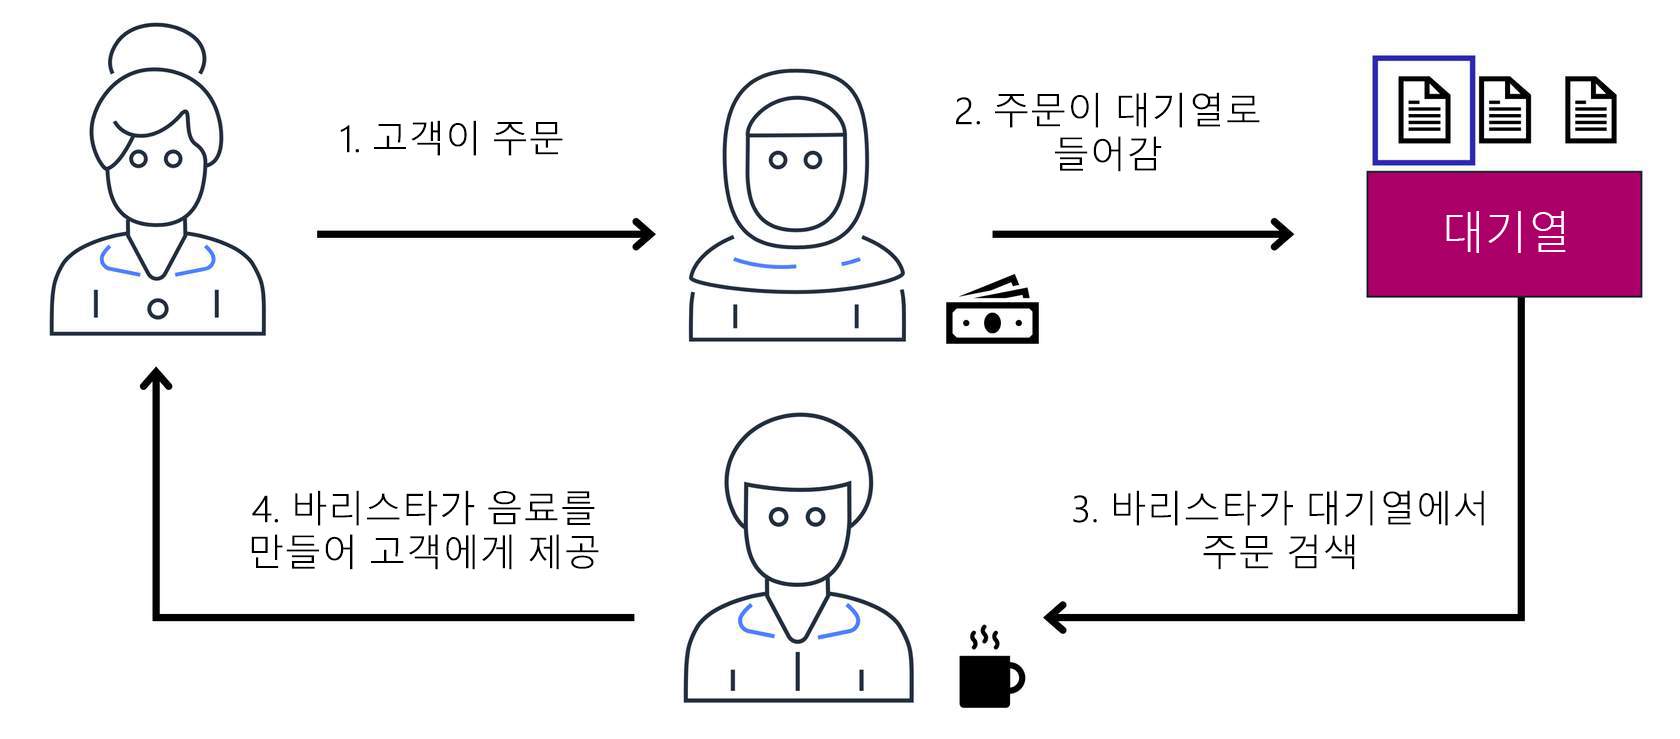 1. 고객이 주문
2. 주문이 대기열로
들어감
대기열
3. 바리스타가 대기열에서
주문 검색
4. 바리스타가 음료를
만들어 고객에게 제공